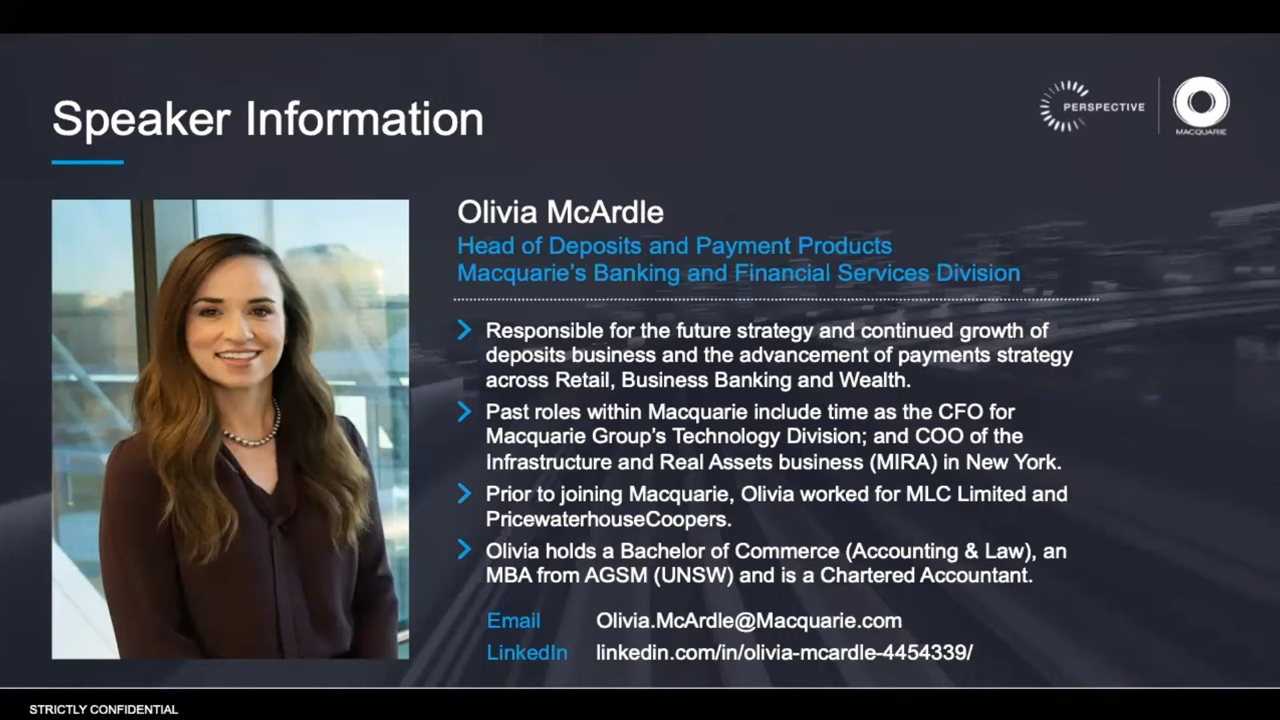 Speaker Information
PERSPECTIVE
MACQUARIE
Olivia McArdle
Head of Deposits and Payment Products
Macquarie's Banking and Financial Services Division
Responsible for the future strategy and continued growth of
deposits business and the advancement of payments strategy
across Retail, Business Banking and Wealth.
Past roles within Macquarie include time as the CFO for
Macquarie Group's Technology Division; and COO of the
Infrastructure and Real Assets business (MIRA) in New York.
Prior to joining Macquarie, Olivia worked for MLC Limited and
PricewaterhouseCoopers.
Olivia holds a Bachelor of Commerce (Accounting & Law), an
MBA from AGSM (UNSW) and is a Chartered Accountant.
Email Olivia.McArdle@Macquarie.com
LinkedIn linkedin.com/in/olivia-mcardle-4454339/
STRICTLY CONFIDENTIAL